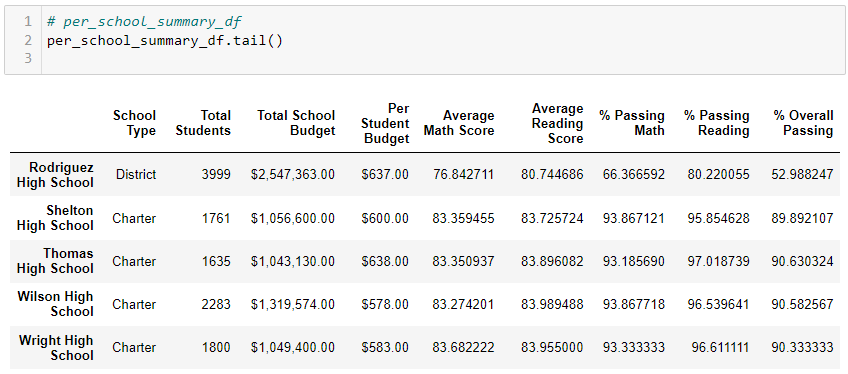 1 # per_school_summary_df
2 per_school_summary_df.tail()
3
School Type Total Students Total School Budget Per Student Budget Average Math Score Average Reading Score % Passing Math % Passing Reading % Overall Passing
Rodriguez High School District 3999 $2,547,363.00 $637.00 76.842711 80.744686 66.366592 80.220055 52.988247
Shelton High School Charter 1761 $1,056,600.00 $600.00 83.359455 83.725724 93.867121 95.854628 89.892107
Thomas High School Charter 1635 $1,043,130.00 $638.00 83.350937 83.896082 93.185690 97.018739 90.630324
Wilson High School Charter 2283 $1,319,574.00 $578.00 83.274201 83.989488 93.867718 96.539641 90.582567
Wright High School Charter 1800 $1,049,400.00 $583.00 83.682222 83.955000 93.333333 96.611111 90.333333